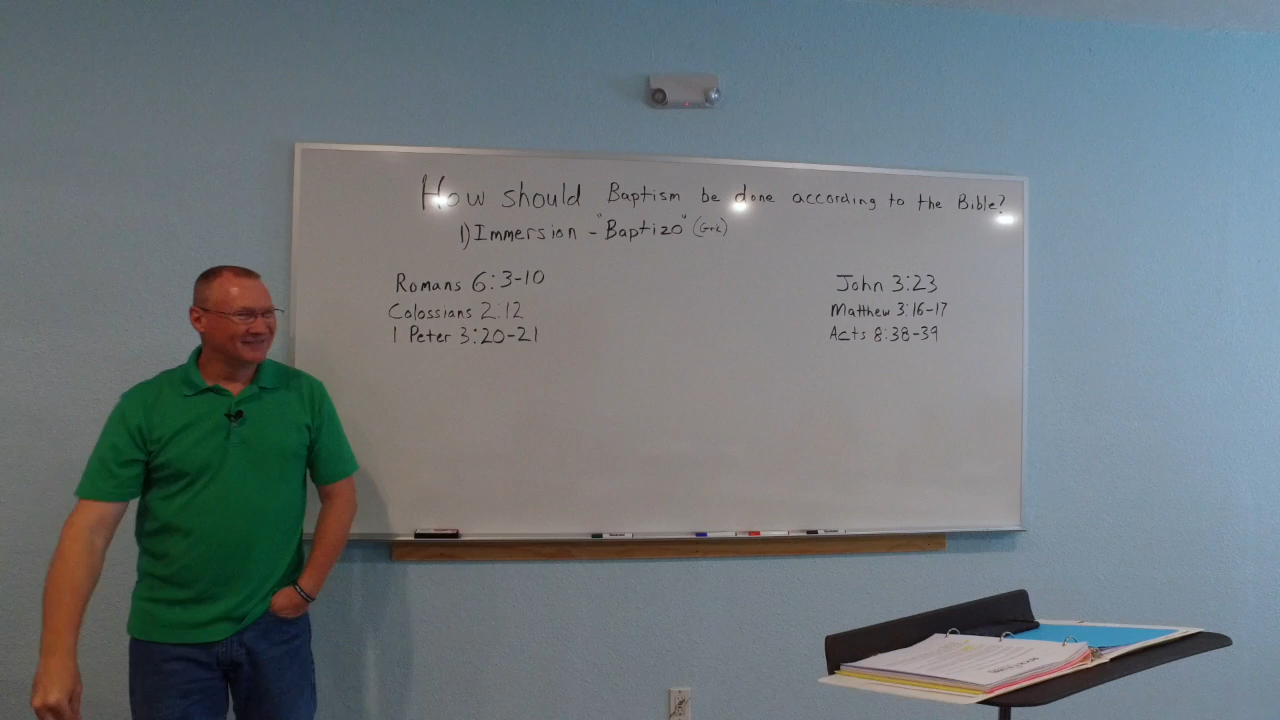 How should Baptism be done according to the Bible?
1) Immersion - "Baptizo" (Grk)
Romans 6:3-10
Colossians 2:12
1 Peter 3:20-21
John 3:23
Matthew 3:16-17
Acts 8:38-39